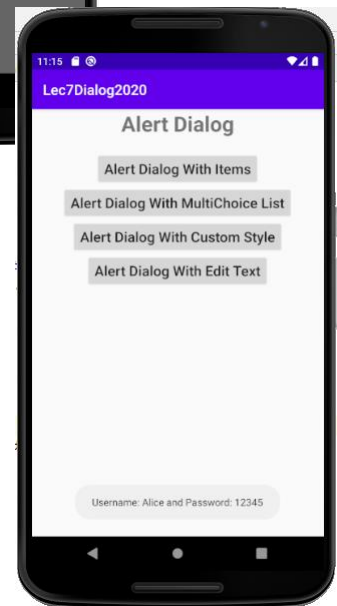 11:15
Lec7Dialog2020
Alert Dialog
Alert Dialog With Items
Alert Dialog With MultiChoice List
Alert Dialog With Custom Style
Alert Dialog With Edit Text
Username: Alice and Password: 12345